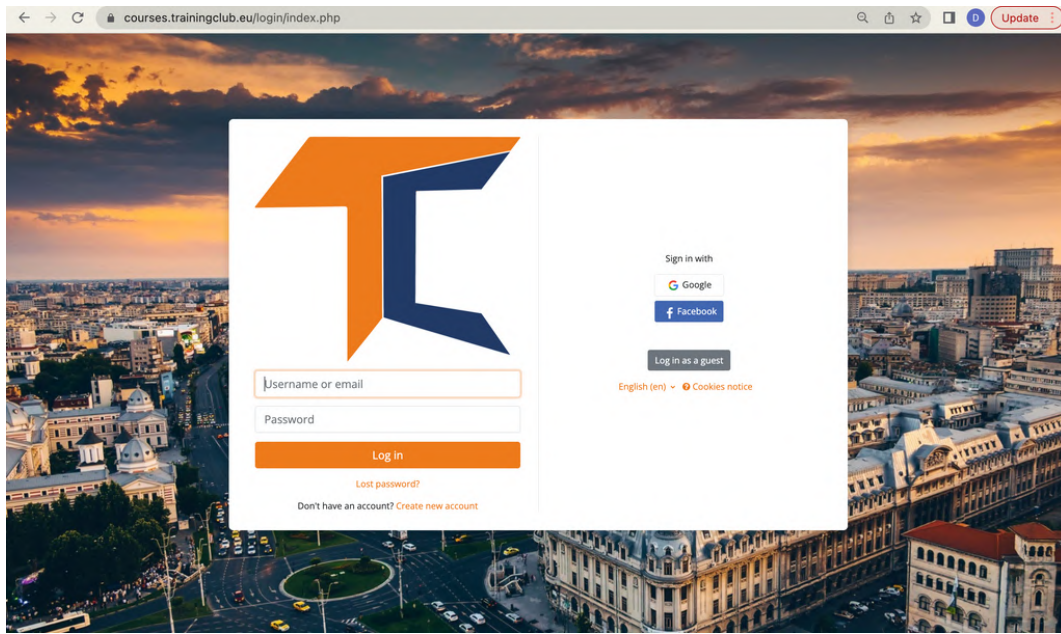 courses.trainingclub.eu/login/index.php
D
Update
TC
Username or email
Password
Log in
Lost password?
Don't have an account? Create new account
Sign in with
G Google
f Facebook
Log in as a guest
English (en) Cookies notice